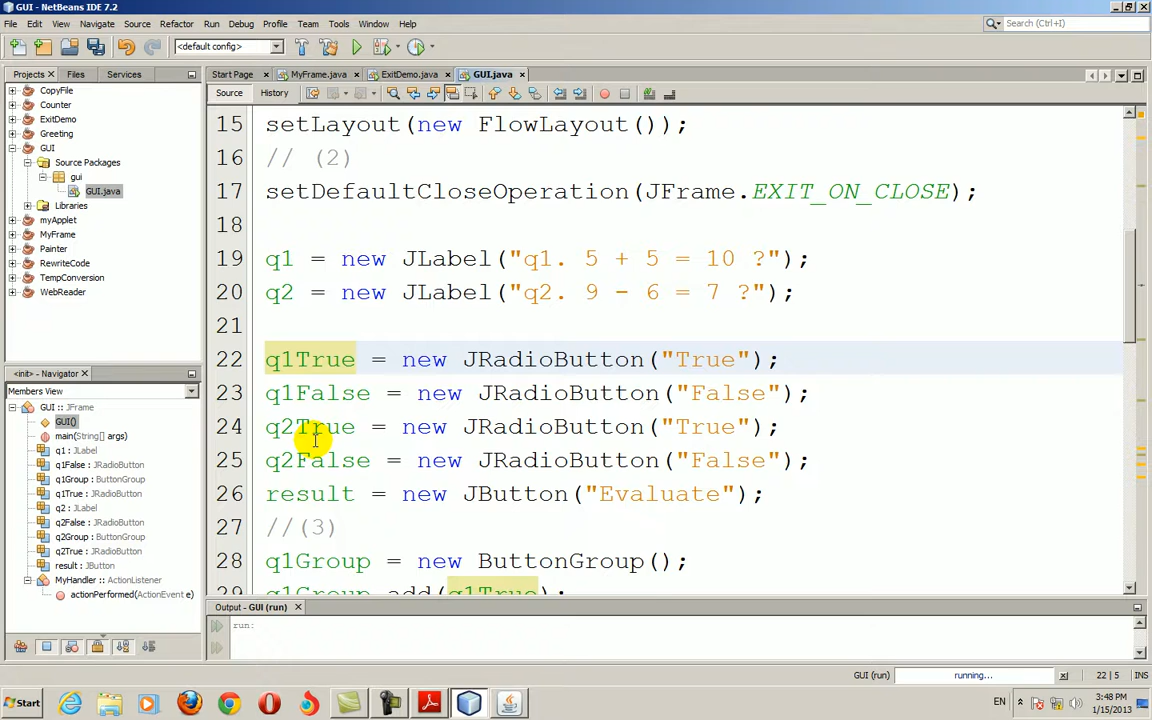 GUI - NetBeans IDE 7.2
File Edit View Navigate Source Refactor Run Debug Profile Team Tools Window Help
<default config>
Search (Ctrl+I)
Projects Files Services
Start Page MyFrame.java ExitDemo.java GUI.java
Source History
CopyFile
Counter
ExitDemo
Greeting
GUI
Source Packages
gui
GUI.java
Libraries
myApplet
MyFrame
Painter
RewriteCode
TempConversion
WebReader
15 setLayout(new FlowLayout());
16 // (2)
17 setDefaultCloseOperation(JFrame.EXIT_ON_CLOSE);
18
19 q1 = new JLabel("q1. 5 + 5 = 10 ?");
20 q2 = new JLabel("q2. 9 - 6 = 7 ?");
21
22 q1True = new JRadioButton("True");
23 q1False = new JRadioButton("False");
24 q2True = new JRadioButton("True");
25 q2False = new JRadioButton("False");
26 result = new JButton("Evaluate");
27 //(3)
28 q1Group = new ButtonGroup();
29 q1Group.add(q1True);
<init> - Navigator
Members View
GUI :: JFrame
GUI()
main(String[] args)
q1 : JLabel
q1False : JRadioButton
q1Group : ButtonGroup
q1True : JRadioButton
q2 : JLabel
q2False : JRadioButton
q2Group : ButtonGroup
q2True : JRadioButton
result : JButton
MyHandler :: ActionListener
actionPerformed(ActionEvent e)
Output - GUI (run)
run:
GUI (run) running... 22 | 5 INS
Start
EN
3:48 PM
1/15/2013